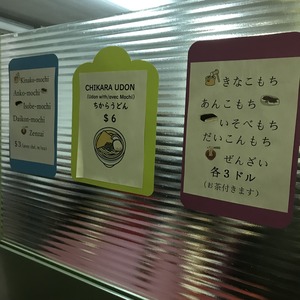 Kinako-mochi
Anko-mochi
Isobe-mochi
Daikon-mochi
Zenzai
CHIKARA UDON
(Udon with/avec Mochi)
ちからうどん
$ 6
きなこもち
あんこもち
いそべもち
だいこんもち
ぜんざい
各３ドル
(お茶付きます)